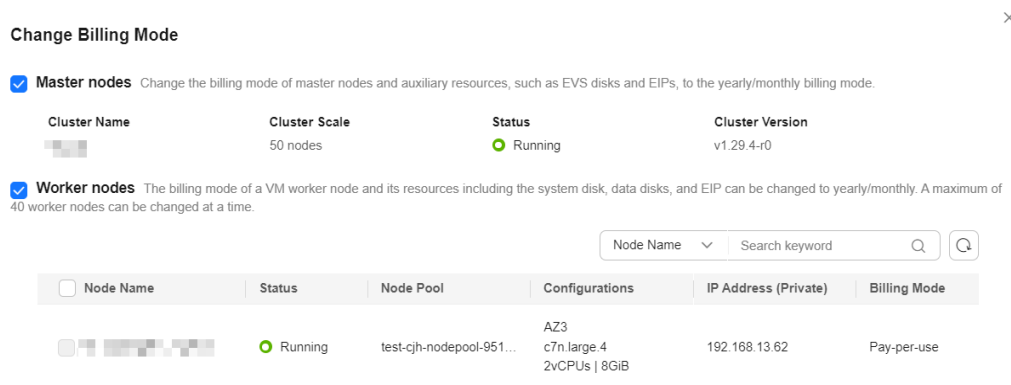 Change Billing Mode
Master nodes Change the billing mode of master nodes and auxiliary resources, such as EVS disks and EIPs, to the yearly/monthly billing mode.
Cluster Name Cluster Scale Status Cluster Version
50 nodes Running v1.29.4-r0
Worker nodes The billing mode of a VM worker node and its resources including the system disk, data disks, and EIP can be changed to yearly/monthly. A maximum of
40 worker nodes can be changed at a time.
Node Name Search keyword
Node Name Status Node Pool Configurations IP Address (Private) Billing Mode
AZ3
Running test-cjh-nodepool-951... c7n.large.4 192.168.13.62 Pay-per-use
2vCPUs | 8GiB